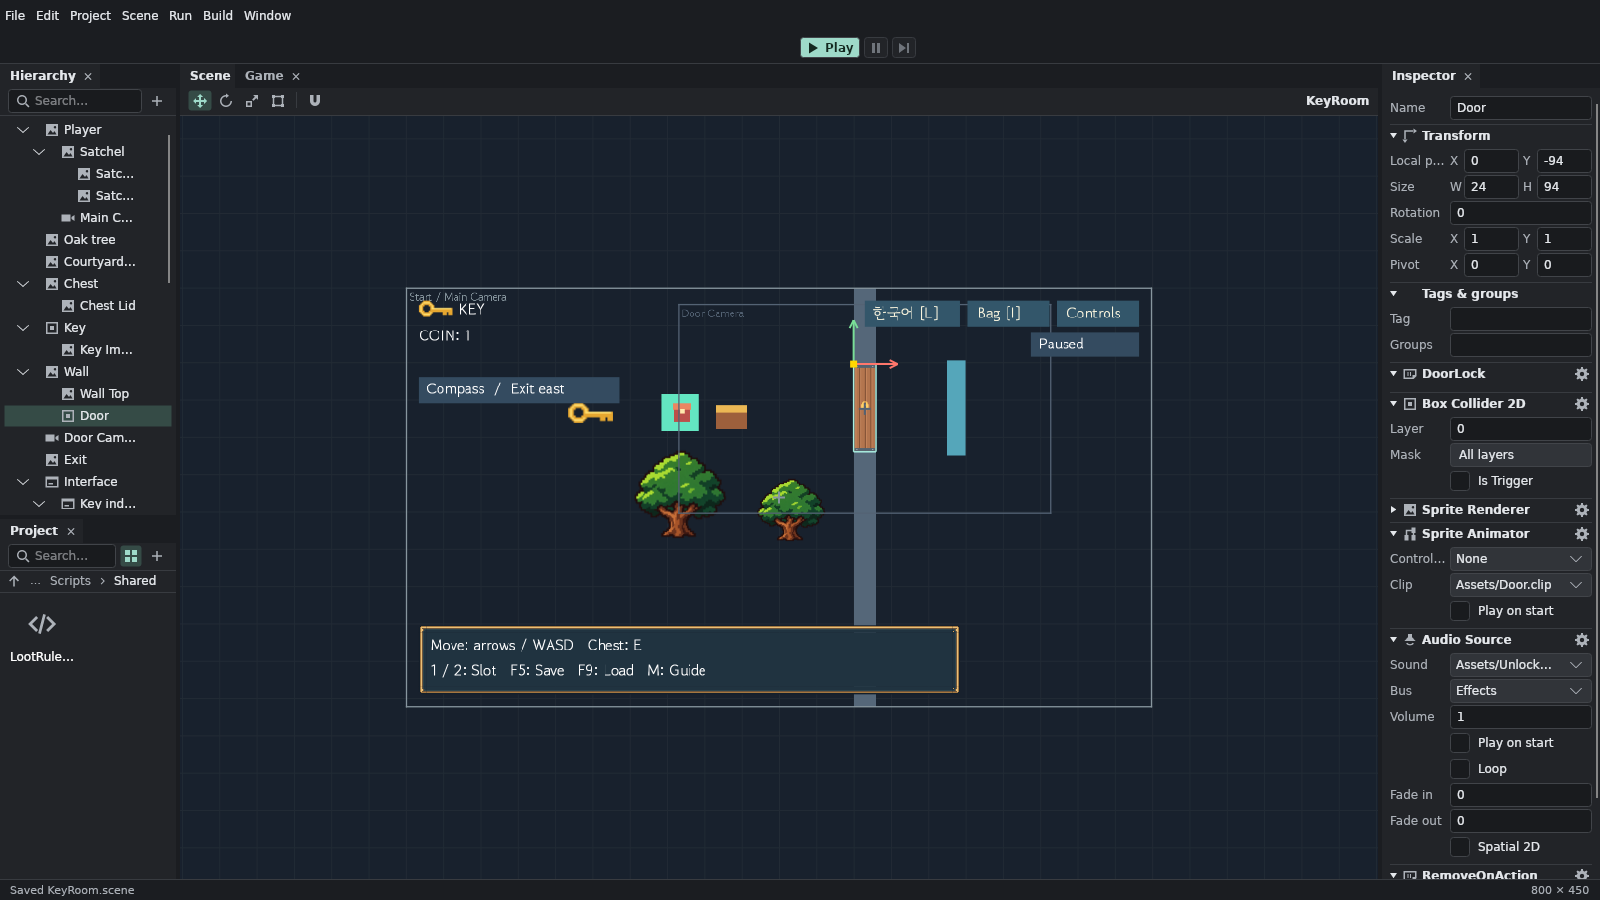 File Edit Project Scene Run Build Window
Play
Hierarchy
Search...
Player
Satchel
Satc...
Satc...
Main C...
Oak tree
Courtyard...
Chest
Chest Lid
Key
Key Im...
Wall
Wall Top
Door
Door Cam...
Exit
Interface
Key ind...
Project
Search...
... Scripts > Shared
LootRule...
Scene Game
KeyRoom
Start / Main Camera
KEY
COIN: 1
Door Camera
한국어 [L] Bag [I] Controls
Paused
Compass / Exit east
Move: arrows / WASD Chest: E
1 / 2: Slot F5: Save F9: Load M: Guide
Inspector
Name Door
Transform
Local p... X 0 Y -94
Size W 24 H 94
Rotation 0
Scale X 1 Y 1
Pivot X 0 Y 0
Tags & groups
Tag
Groups
DoorLock
Box Collider 2D
Layer 0
Mask All layers
Is Trigger
Sprite Renderer
Sprite Animator
Control... None
Clip Assets/Door.clip
Play on start
Audio Source
Sound Assets/Unlock...
Bus Effects
Volume 1
Play on start
Loop
Fade in 0
Fade out 0
Spatial 2D
RemoveOnAction
Saved KeyRoom.scene
800 × 450